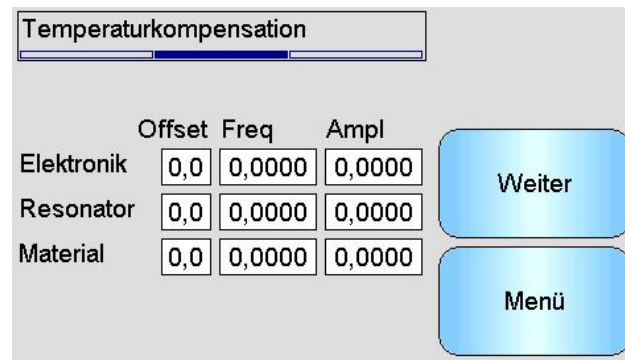 Temperaturkompensation
Offset Freq Ampl
Elektronik 0,0 0,0000 0,0000
Resonator 0,0 0,0000 0,0000
Material 0,0 0,0000 0,0000
Weiter
Menü